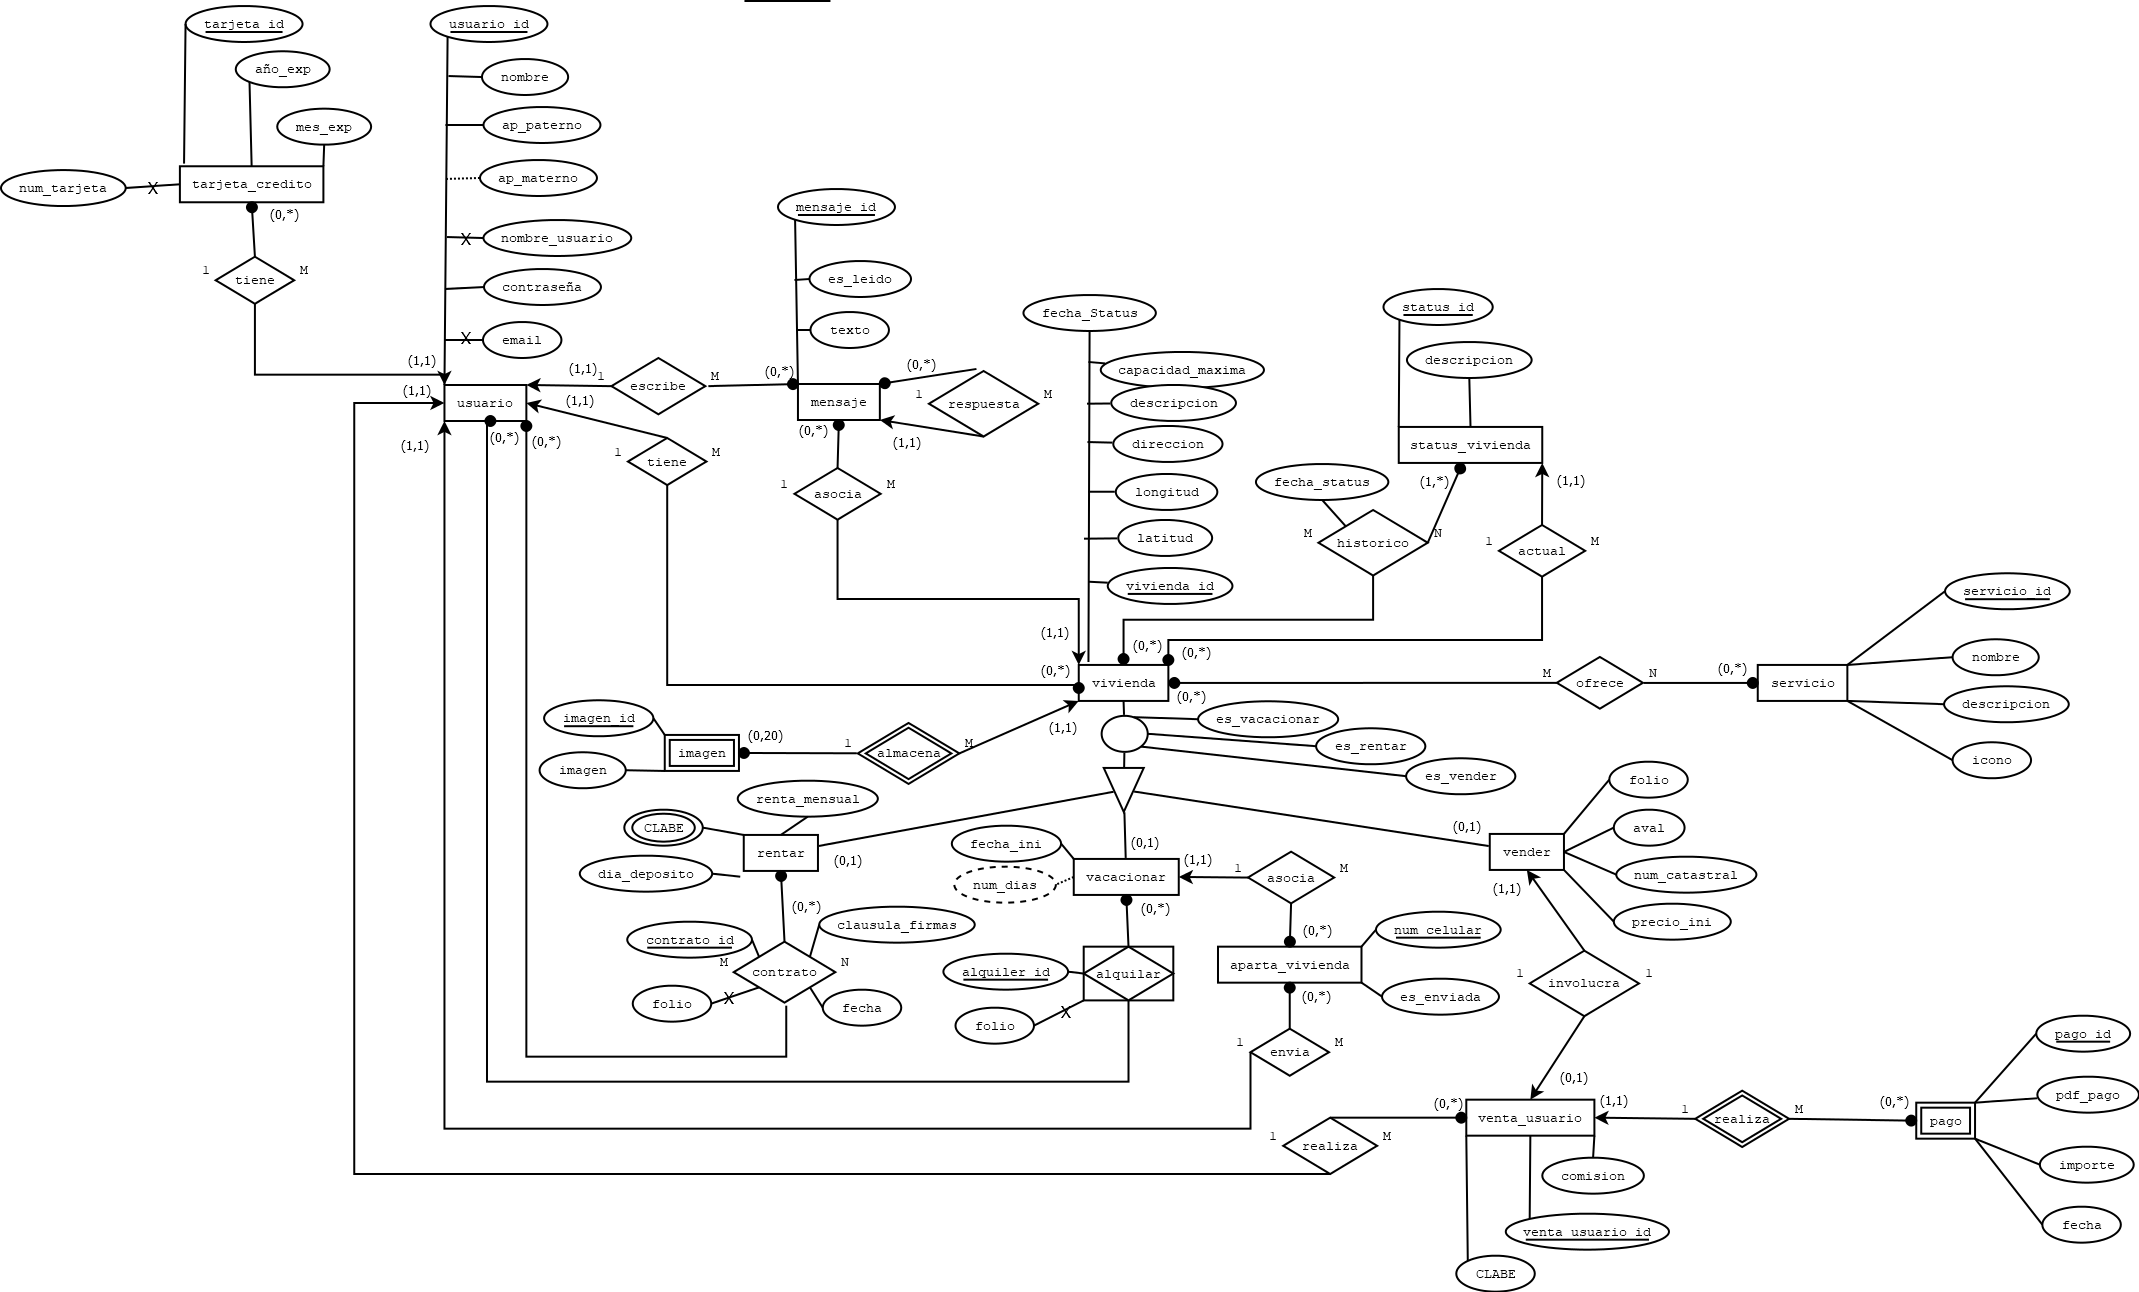 tarjeta_id
año_exp
mes_exp
num_tarjeta
X
tarjeta_credito
(0,*)
1
tiene
M
(1,1)
usuario_id
nombre
ap_paterno
ap_materno
X
nombre_usuario
contraseña
X
email
(1,1)
usuario
(1,1)
(0,*)
(0,*)
(1,1)
1
escribe
M
(0,*)
(1,1)
1
tiene
M
mensaje_id
es_leido
texto
mensaje
(0,*)
1
respuesta
M
(1,1)
(0,*)
1
asocia
M
(1,1)
fecha_Status
capacidad_maxima
descripcion
direccion
longitud
latitud
vivienda_id
status_id
descripcion
status_vivienda
fecha_status
(1,*)
(1,1)
M
historico
N
1
actual
M
(0,*)
(0,*)
(0,*)
vivienda
(0,*)
M
ofrece
N
(0,*)
servicio
servicio_id
nombre
descripcion
icono
imagen_id
imagen
imagen
(0,20)
1
almacena
M
(1,1)
es_vacacionar
es_rentar
es_vender
renta_mensual
CLABE
dia_deposito
rentar
(0,1)
(0,*)
contrato_id
clausula_firmas
M
contrato
N
folio
X
fecha
fecha_ini
num_dias
(0,1)
vacacionar
(1,1)
(0,*)
1
asocia
M
alquiler_id
alquilar
folio
X
(0,*)
num_celular
aparta_vivienda
es_enviada
(0,*)
1
envia
M
(0,1)
vender
folio
aval
num_catastral
precio_ini
(1,1)
1
involucra
1
(0,1)
(0,*)
venta_usuario
(1,1)
1
realiza
M
comision
venta_usuario_id
CLABE
1
realiza
M
(0,*)
pago
pago_id
pdf_pago
importe
fecha